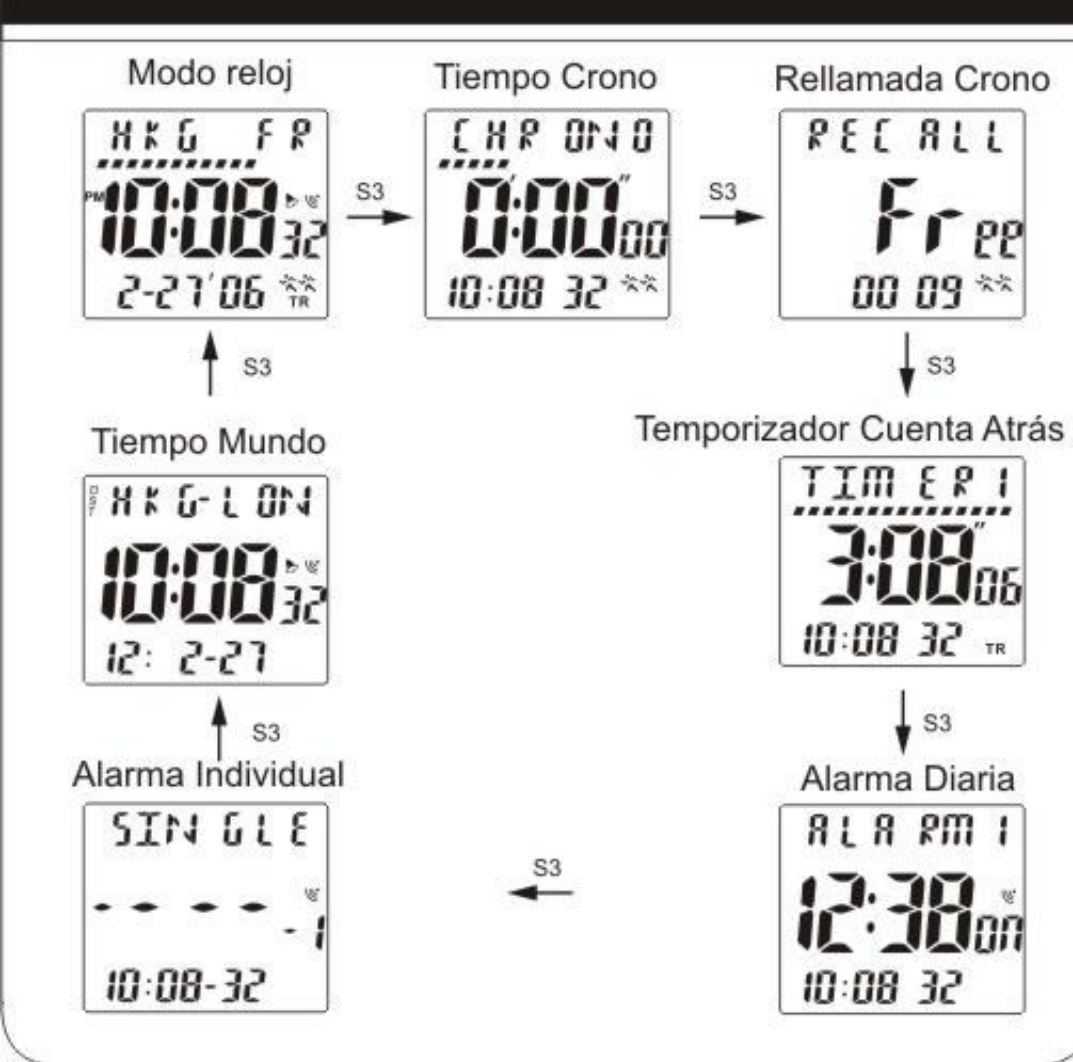 Modo reloj
HKG FR
PM 10:08 32
2-27'06 TR
S3
Tiempo Crono
CHRONO
0'00"00
10:08 32
S3
Rellamada Crono
RECALL
Free
00 09
S3
Temporizador Cuenta Atrás
TIMER 1
3:08"06
10:08 32 TR
S3
Alarma Diaria
ALARM 1
12:38 on
10:08 32
S3
Alarma Individual
SINGLE
- - - - -1
10:08-32
S3
Tiempo Mundo
DST HKG-LON
10:08 32
12: 2-27
S3